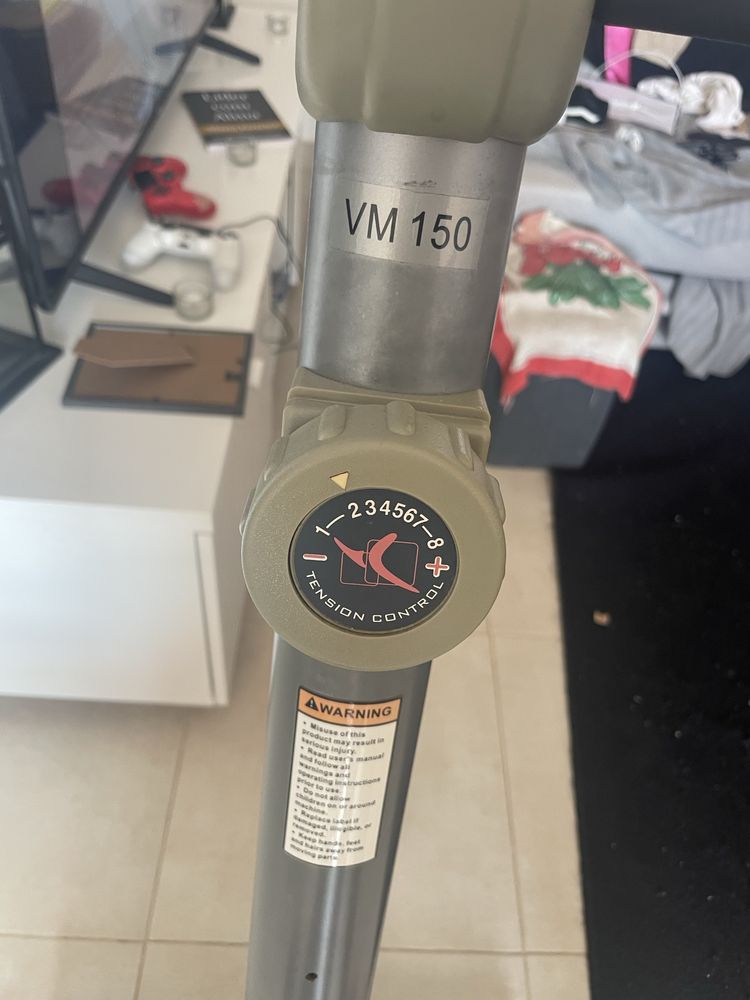 VM 150
1—234567—8
− +
TENSION CONTROL
WARNING
• Misuse of this
product may result in
serious injury.
• Read user's manual
and follow all
warnings and
operating instructions
prior to use.
• Do not allow
children on or around
machine.
• Replace label if
damaged, illegible, or
removed.
• Keep hands, feet
and hairs away from
moving parts.